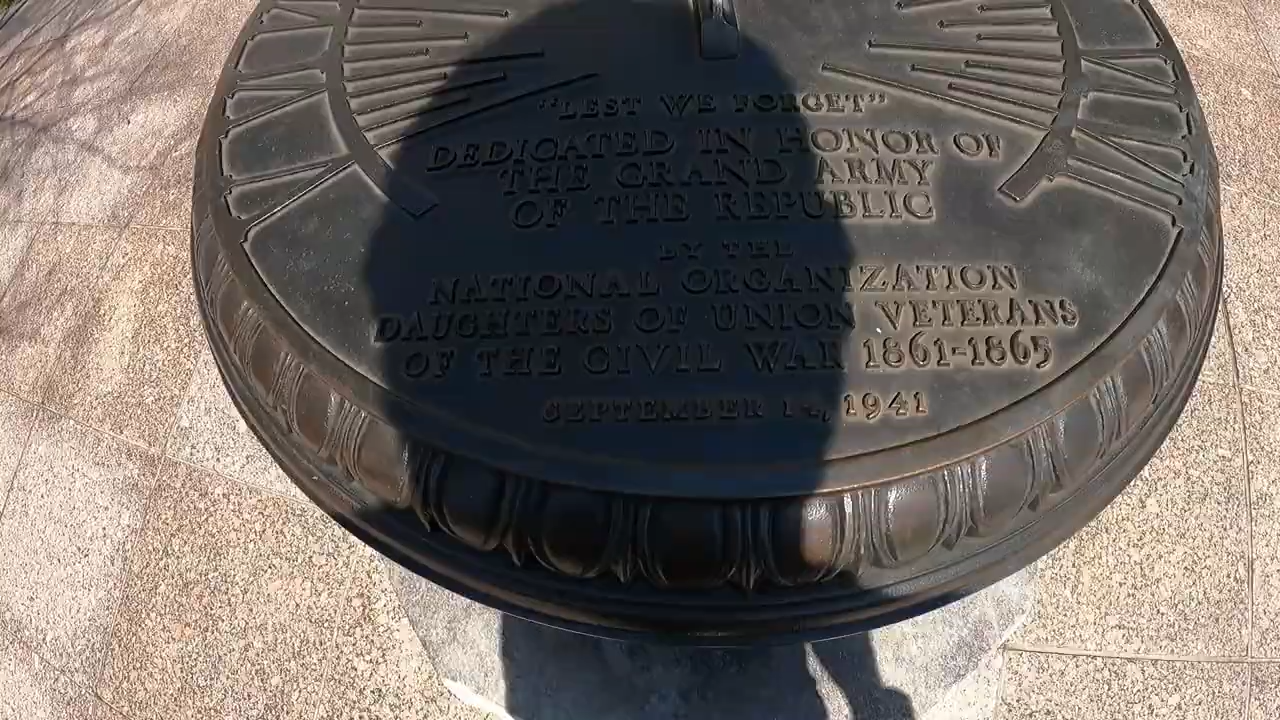 "LEST WE FORGET"
DEDICATED IN HONOR OF
THE GRAND ARMY
OF THE REPUBLIC
BY THE
NATIONAL ORGANIZATION
DAUGHTERS OF UNION VETERANS
OF THE CIVIL WAR 1861-1865
SEPTEMBER 14, 1941